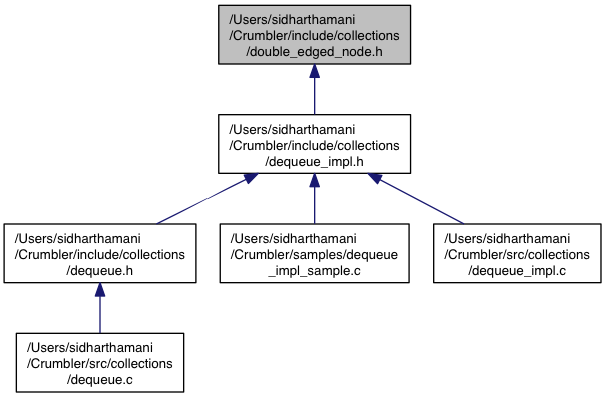 /Users/sidharthamani
/Crumbler/include/collections
/double_edged_node.h
/Users/sidharthamani
/Crumbler/include/collections
/dequeue_impl.h
/Users/sidharthamani
/Crumbler/include/collections
/dequeue.h
/Users/sidharthamani
/Crumbler/samples/dequeue
_impl_sample.c
/Users/sidharthamani
/Crumbler/src/collections
/dequeue_impl.c
/Users/sidharthamani
/Crumbler/src/collections
/dequeue.c